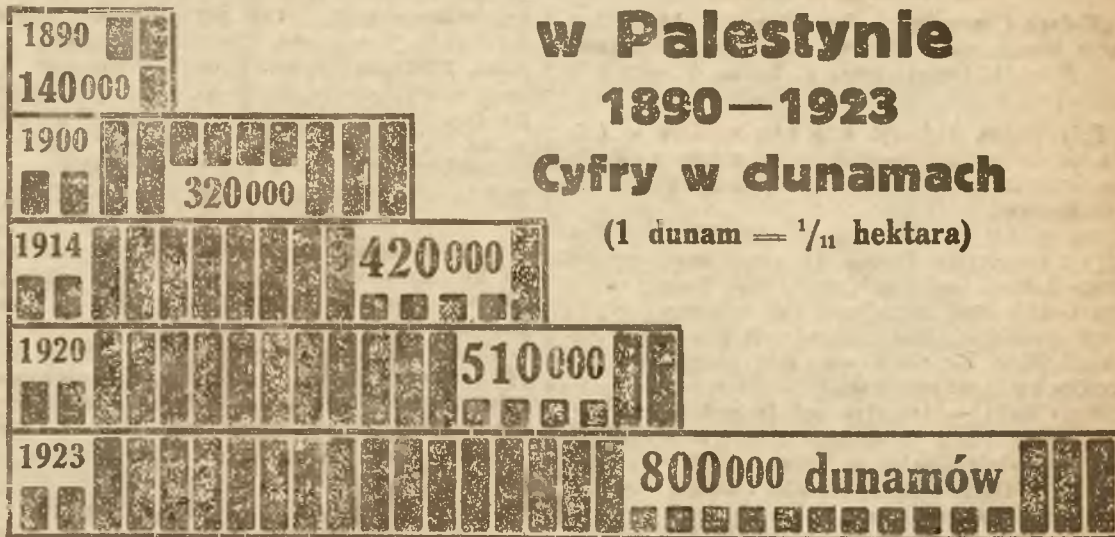 w Palestynie
1890—1923
Cyfry w dunamach
(1 dunam = 1/11 hektara)
1890
140000
1900
320000
1914
420000
1920
510000
1923
800000 dunamów